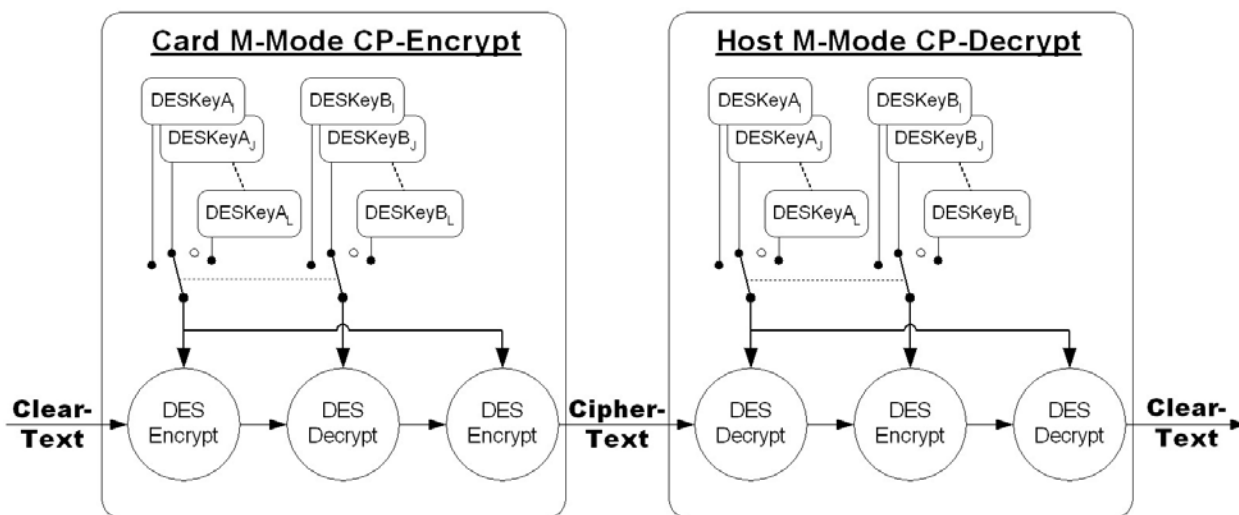 Card M-Mode CP-Encrypt
DESKeyA_I
DESKeyA_J
DESKeyA_L
DESKeyB_I
DESKeyB_J
DESKeyB_L
Clear-
Text
DES
Encrypt
DES
Decrypt
DES
Encrypt
Cipher-
Text
Host M-Mode CP-Decrypt
DESKeyA_I
DESKeyA_J
DESKeyA_L
DESKeyB_I
DESKeyB_J
DESKeyB_L
DES
Decrypt
DES
Encrypt
DES
Decrypt
Clear-
Text